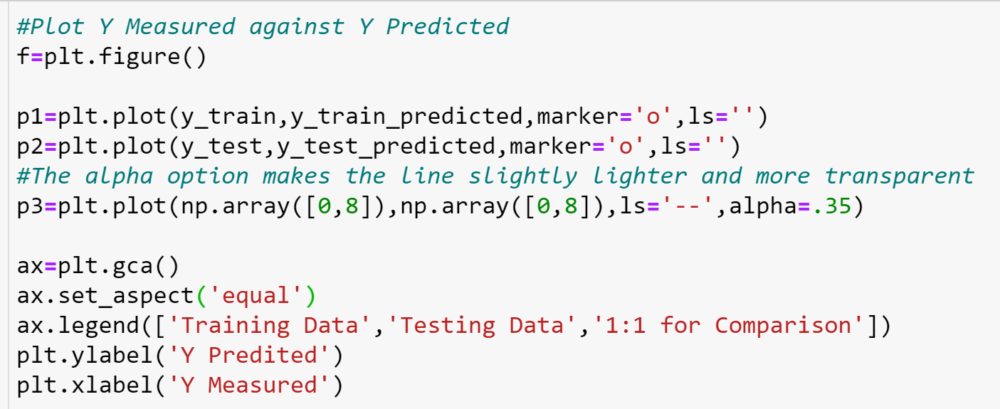 #Plot Y Measured against Y Predicted
f=plt.figure()
p1=plt.plot(y_train,y_train_predicted,marker='o',ls='')
p2=plt.plot(y_test,y_test_predicted,marker='o',ls='')
#The alpha option makes the line slightly lighter and more transparent
p3=plt.plot(np.array([0,8]),np.array([0,8]),ls='--',alpha=.35)
ax=plt.gca()
ax.set_aspect('equal')
ax.legend(['Training Data','Testing Data','1:1 for Comparison'])
plt.ylabel('Y Predited')
plt.xlabel('Y Measured')